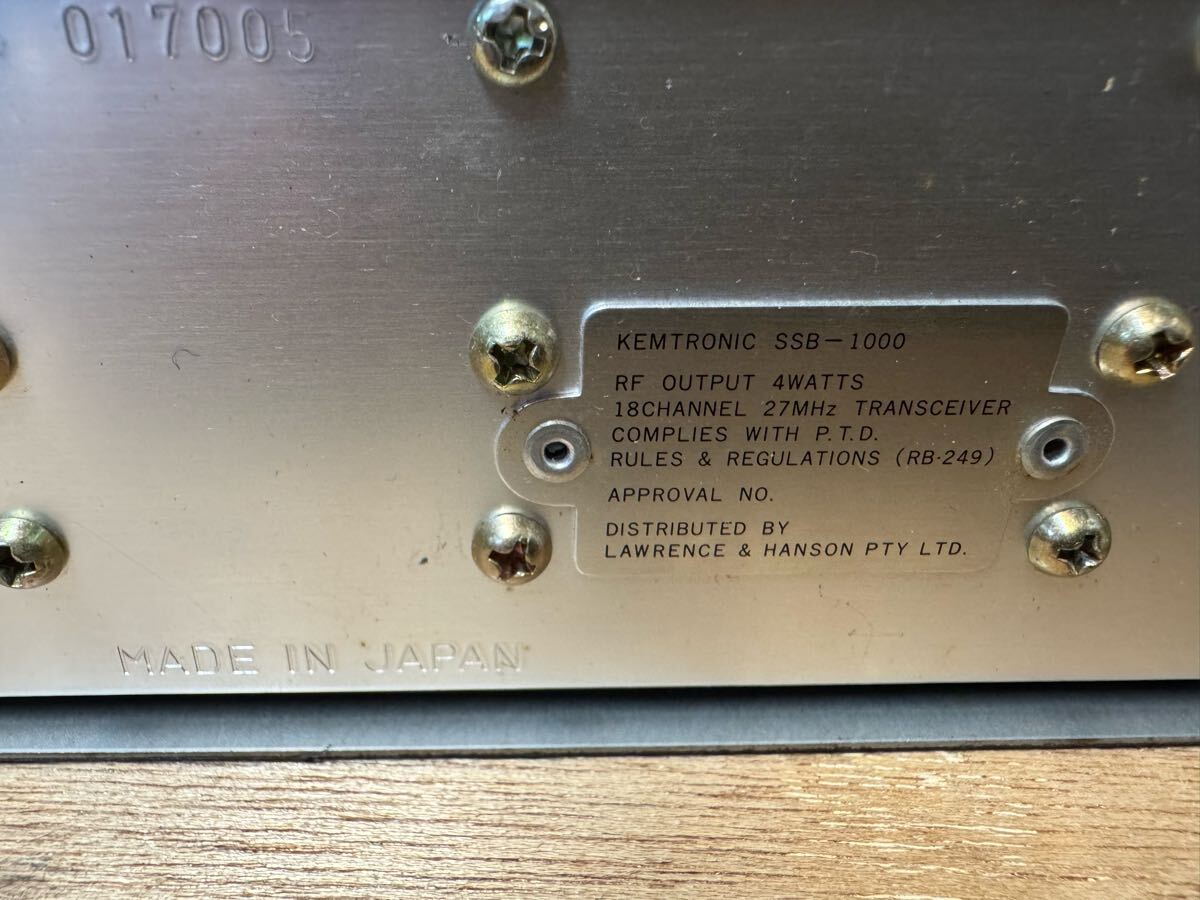 017005
KEMTRONIC SSB-1000
RF OUTPUT 4WATTS
18CHANNEL 27MHz TRANSCEIVER
COMPLIES WITH P.T.D.
RULES & REGULATIONS (RB·249)
APPROVAL NO.
DISTRIBUTED BY
LAWRENCE & HANSON PTY LTD.
MADE IN JAPAN